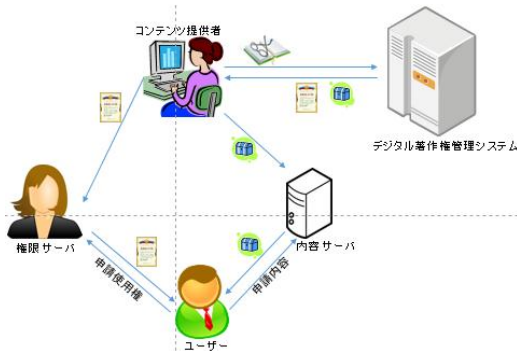 コンテンツ提供者
デジタル著作権管理システム
権限サーバ
内容サーバ
申請使用権
申請内容
ユーザー